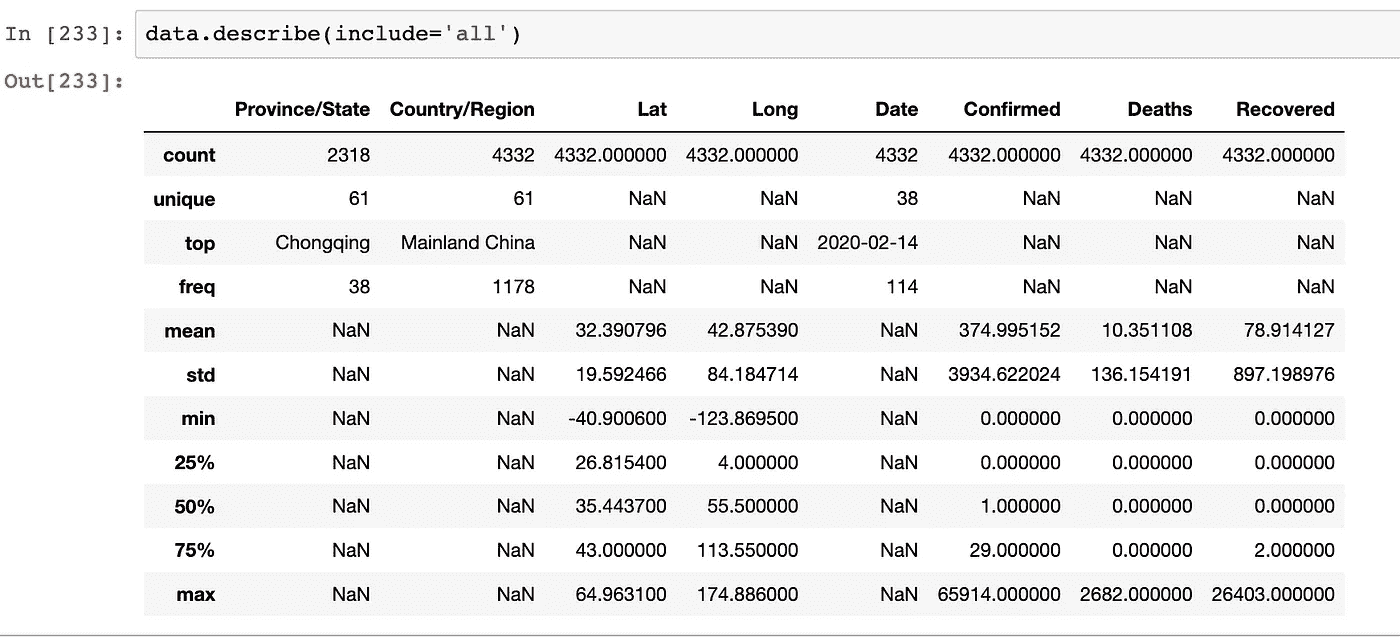 In [233]: data.describe(include='all')
Out[233]:
Province/State Country/Region Lat Long Date Confirmed Deaths Recovered
count 2318 4332 4332.000000 4332.000000 4332 4332.000000 4332.000000 4332.000000
unique 61 61 NaN NaN 38 NaN NaN NaN
top Chongqing Mainland China NaN NaN 2020-02-14 NaN NaN NaN
freq 38 1178 NaN NaN 114 NaN NaN NaN
mean NaN NaN 32.390796 42.875390 NaN 374.995152 10.351108 78.914127
std NaN NaN 19.592466 84.184714 NaN 3934.622024 136.154191 897.198976
min NaN NaN -40.900600 -123.869500 NaN 0.000000 0.000000 0.000000
25% NaN NaN 26.815400 4.000000 NaN 0.000000 0.000000 0.000000
50% NaN NaN 35.443700 55.500000 NaN 1.000000 0.000000 0.000000
75% NaN NaN 43.000000 113.550000 NaN 29.000000 0.000000 2.000000
max NaN NaN 64.963100 174.886000 NaN 65914.000000 2682.000000 26403.000000